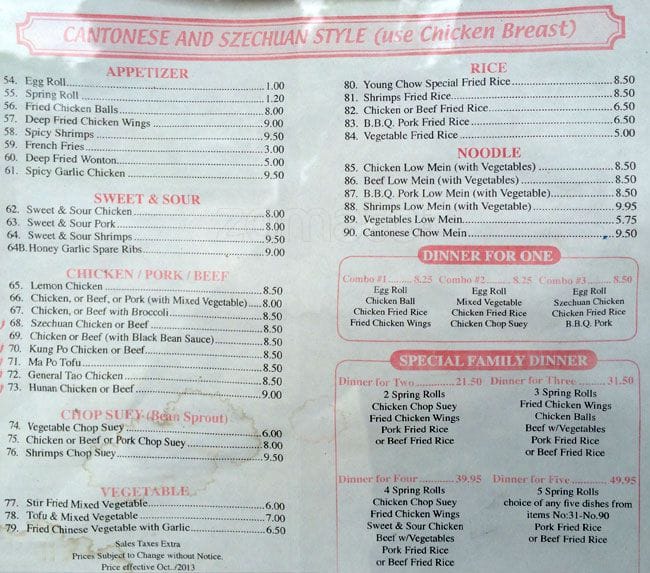 CANTONESE AND SZECHUAN STYLE (use Chicken Breast)
APPETIZER
54. Egg Roll 1.00
55. Spring Roll 1.20
56. Fried Chicken Balls 8.00
57. Deep Fried Chicken Wings 9.00
58. Spicy Shrimps 9.50
59. French Fries 3.00
60. Deep Fried Wonton 5.00
61. Spicy Garlic Chicken 9.50
SWEET & SOUR
62. Sweet & Sour Chicken 8.00
63. Sweet & Sour Pork 8.00
64. Sweet & Sour Shrimps 9.50
64B. Honey Garlic Spare Ribs 9.00
CHICKEN / PORK / BEEF
65. Lemon Chicken 8.50
66. Chicken, or Beef, or Pork (with Mixed Vegetable) 8.00
67. Chicken, or Beef with Broccoli 8.50
68. Szechuan Chicken or Beef 8.50
69. Chicken or Beef (with Black Bean Sauce) 8.50
70. Kung Po Chicken or Beef 8.50
71. Ma Po Tofu 8.50
72. General Tao Chicken 8.50
73. Hunan Chicken or Beef 9.00
CHOP SUEY (Bean Sprout)
74. Vegetable Chop Suey 6.00
75. Chicken or Beef or Pork Chop Suey 8.00
76. Shrimps Chop Suey 9.50
VEGETABLE
77. Stir Fried Mixed Vegetable 6.00
78. Tofu & Mixed Vegetable 7.00
79. Fried Chinese Vegetable with Garlic 6.50
Sales Taxes Extra
Prices Subject to Change without Notice.
Price effective Oct../2013
RICE
80. Young Chow Special Fried Rice 8.50
81. Shrimps Fried Rice 8.50
82. Chicken or Beef Fried Rice 6.50
83. B.B.Q. Pork Fried Rice 6.50
84. Vegetable Fried Rice 5.00
NOODLE
85. Chicken Low Mein (with Vegetables) 8.50
86. Beef Low Mein (with Vegetables) 8.50
87. B.B.Q. Pork Low Mein (with Vegetable) 8.50
88. Shrimps Low Mein (with Vegetable) 9.95
89. Vegetables Low Mein 5.75
90. Cantonese Chow Mein 9.50
DINNER FOR ONE
Combo #1 8.25
Egg Roll
Chicken Ball
Chicken Fried Rice
Fried Chicken Wings
Combo #2 8.25
Egg Roll
Mixed Vegetable
Chicken Fried Rice
Chicken Chop Suey
Combo #3 8.50
Egg Roll
Szechuan Chicken
Chicken Fried Rice
B.B.Q. Pork
SPECIAL FAMILY DINNER
Dinner for Two 21.50
2 Spring Rolls
Chicken Chop Suey
Fried Chicken Wings
Pork Fried Rice
or Beef Fried Rice
Dinner for Three 31.50
3 Spring Rolls
Fried Chicken Wings
Chicken Balls
Beef w/Vegetables
Pork Fried Rice
or Beef Fried Rice
Dinner for Four 39.95
4 Spring Rolls
Chicken Chop Suey
Fried Chicken Wings
Sweet & Sour Chicken
Beef w/Vegetables
Pork Fried Rice
or Beef Fried Rice
Dinner for Five 49.95
5 Spring Rolls
choice of any five dishes from
items No:31-No.90
Pork Fried Rice
or Beef Fried Rice